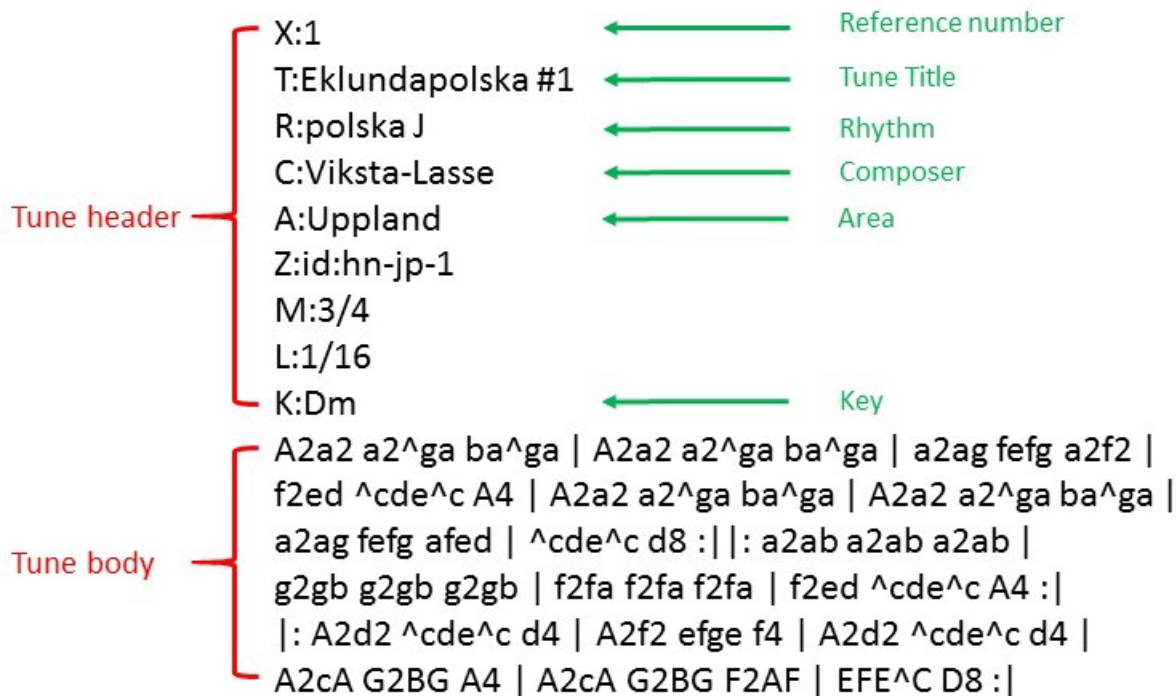 X:1 Reference number
T:Eklundapolska #1 Tune Title
R:polska J Rhythm
C:Viksta-Lasse Composer
Tune header A:Uppland Area
Z:id:hn-jp-1
M:3/4
L:1/16
K:Dm Key
A2a2 a2^ga ba^ga | A2a2 a2^ga ba^ga | a2ag fefg a2f2 |
f2ed ^cde^c A4 | A2a2 a2^ga ba^ga | A2a2 a2^ga ba^ga |
a2ag fefg afed | ^cde^c d8 :||: a2ab a2ab a2ab |
Tune body
g2gb g2gb g2gb | f2fa f2fa f2fa | f2ed ^cde^c A4 :|
|: A2d2 ^cde^c d4 | A2f2 efge f4 | A2d2 ^cde^c d4 |
A2cA G2BG A4 | A2cA G2BG F2AF | EFE^C D8 :|